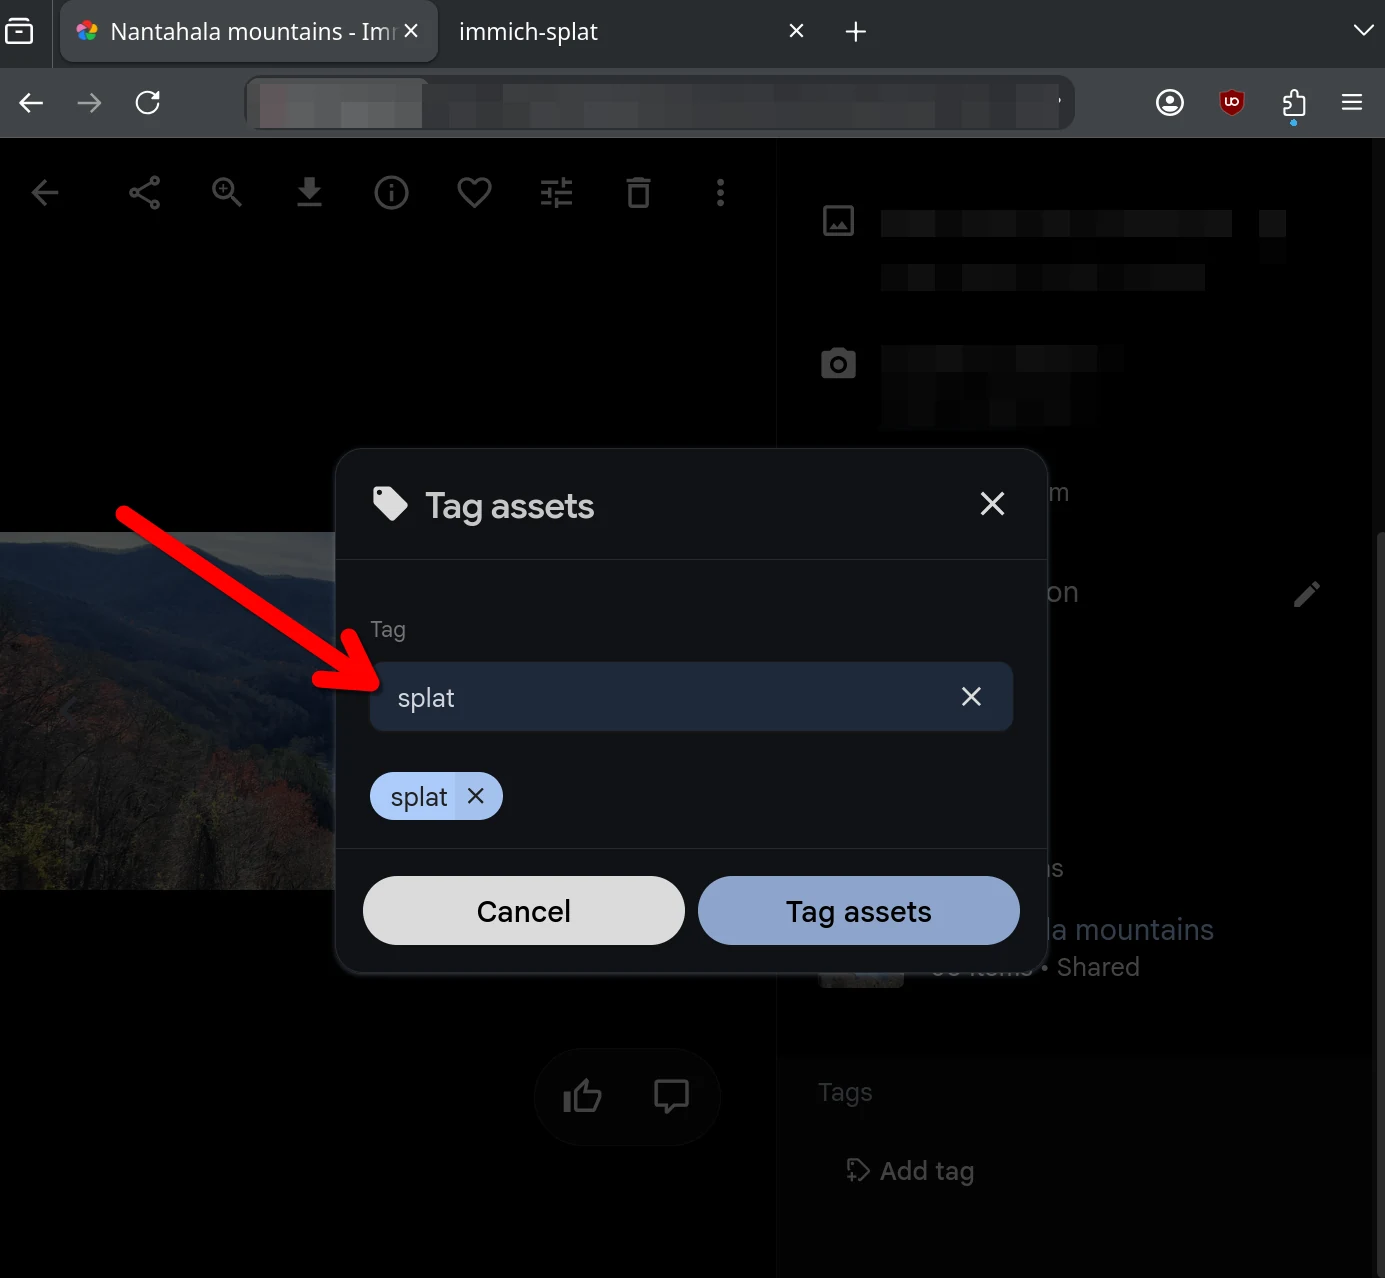 Nantahala mountains - Im
immich-splat
Tag assets
Tag
splat
splat
Cancel
Tag assets
m
on
s
la mountains
Shared
Tags
Add tag